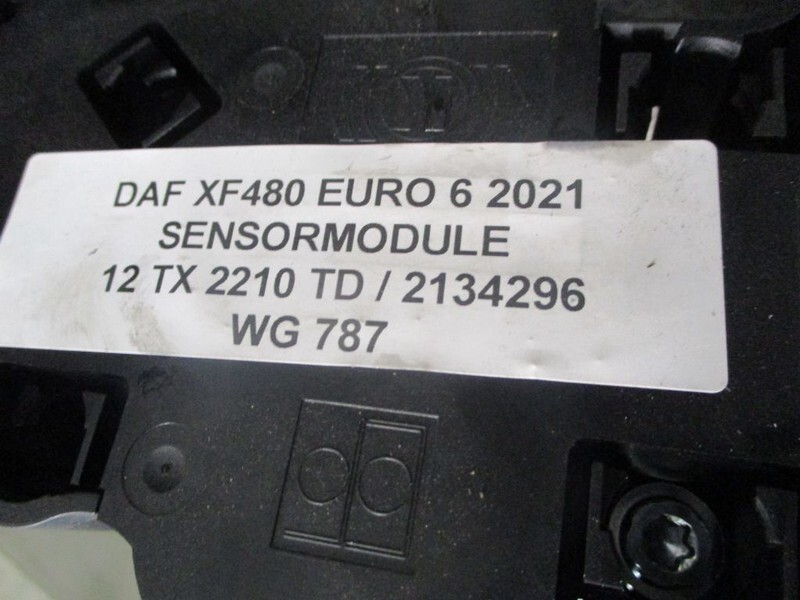 DAF XF480 EURO 6 2021
SENSORMODULE
12 TX 2210 TD / 2134296
WG 787